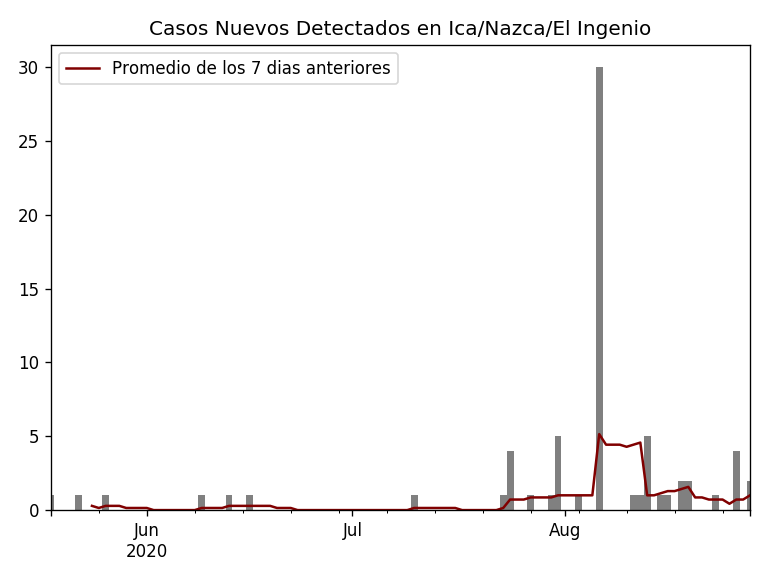 Casos Nuevos Detectados en Ica/Nazca/El Ingenio
Promedio de los 7 dias anteriores
30
25
20
15
10
5
0
Jun
2020
Jul
Aug